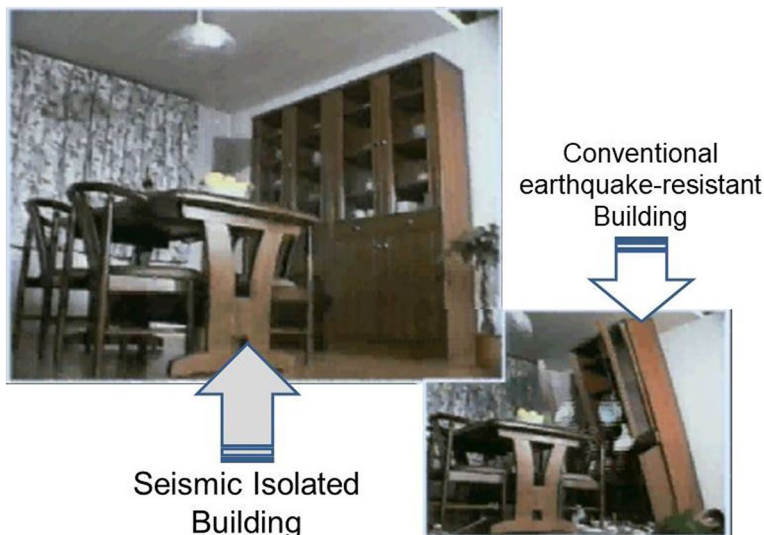 Conventional
earthquake-resistant
Building
Seismic Isolated
Building